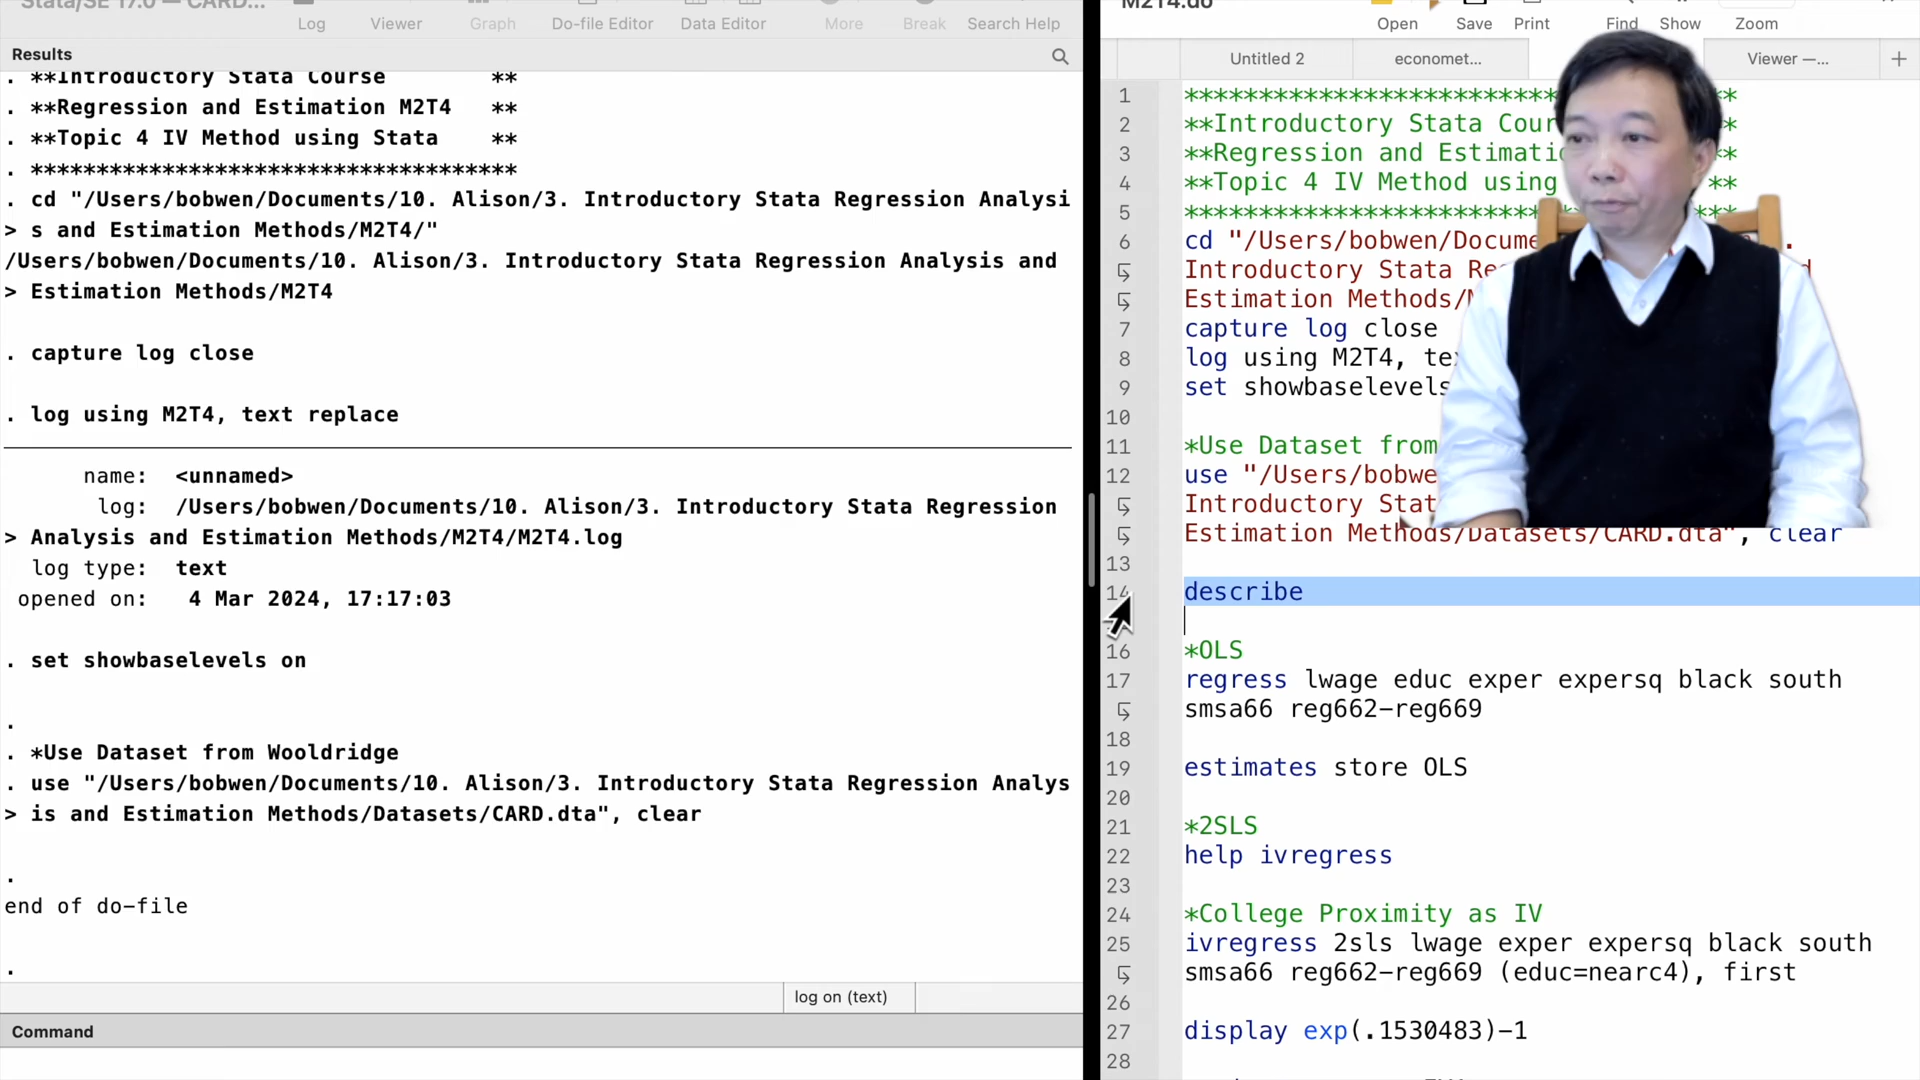 Stata/SE 17.0 — CARD...
Log
Viewer
Graph
Do-file Editor
Data Editor
More
Break
Search Help
Results
. **Introductory Stata Course        **
. **Regression and Estimation M2T4   **
. **Topic 4 IV Method using Stata    **
. *************************************
. cd "/Users/bobwen/Documents/10. Alison/3. Introductory Stata Regression Analysi
> s and Estimation Methods/M2T4/"
/Users/bobwen/Documents/10. Alison/3. Introductory Stata Regression Analysis and
> Estimation Methods/M2T4
. capture log close
. log using M2T4, text replace
name:  <unnamed>
log:  /Users/bobwen/Documents/10. Alison/3. Introductory Stata Regression
> Analysis and Estimation Methods/M2T4/M2T4.log
log type:  text
opened on:   4 Mar 2024, 17:17:03
. set showbaselevels on
.
. *Use Dataset from Wooldridge
. use "/Users/bobwen/Documents/10. Alison/3. Introductory Stata Regression Analys
> is and Estimation Methods/Datasets/CARD.dta", clear
.
end of do-file
.
log on (text)
Command
M2T4.do
Open
Save
Print
Find
Show
Zoom
Untitled 2
economet...
Viewer —...
+
1 ************************* **
2 **Introductory Stata Cour **
3 **Regression and Estimatio **
4 **Topic 4 IV Method using **
5 *************************
6 cd "/Users/bobwen/Docume .
Introductory Stata Re d
Estimation Methods/M
7 capture log close
8 log using M2T4, te
9 set showbaselevels
10
11 *Use Dataset from
12 use "/Users/bobwe
Introductory Stat
Estimation Methods/Datasets/CARD.dta", clear
13
14 describe
16 *OLS
17 regress lwage educ exper expersq black south
smsa66 reg662-reg669
18
19 estimates store OLS
20
21 *2SLS
22 help ivregress
23
24 *College Proximity as IV
25 ivregress 2sls lwage exper expersq black south
smsa66 reg662-reg669 (educ=nearc4), first
26
27 display exp(.1530483)-1
28